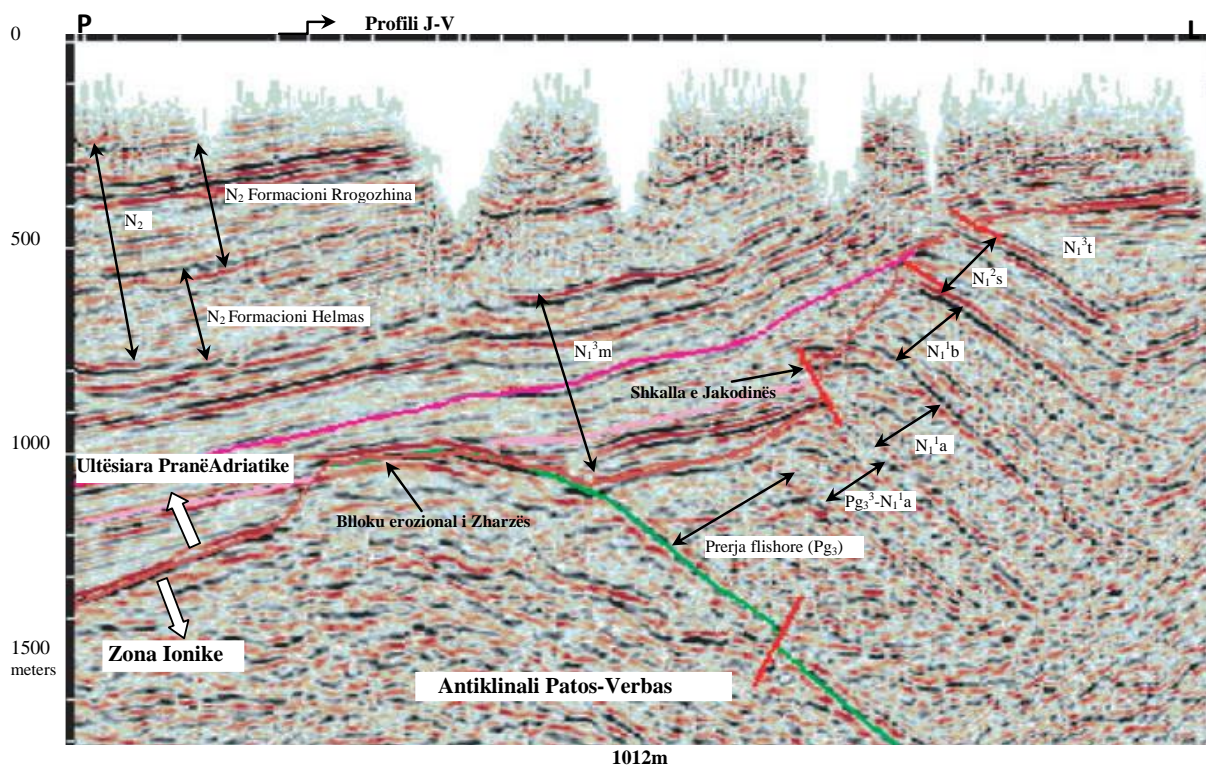 P
Profili J-V
L
0
N₂ Formacioni Rrogozhina
N₂
500
N₁³t
N₁²s
N₂ Formacioni Helmas
N₁³m
N₁¹b
Shkalla e Jakodinës
1000
N₁¹a
Ultësiara PranëAdriatike
Pg₃³-N₁¹a
Blloku erozional i Zharzës
Prerja flishore (Pg₃)
1500
meters
Zona Ionike
Antiklinali Patos-Verbas
1012m